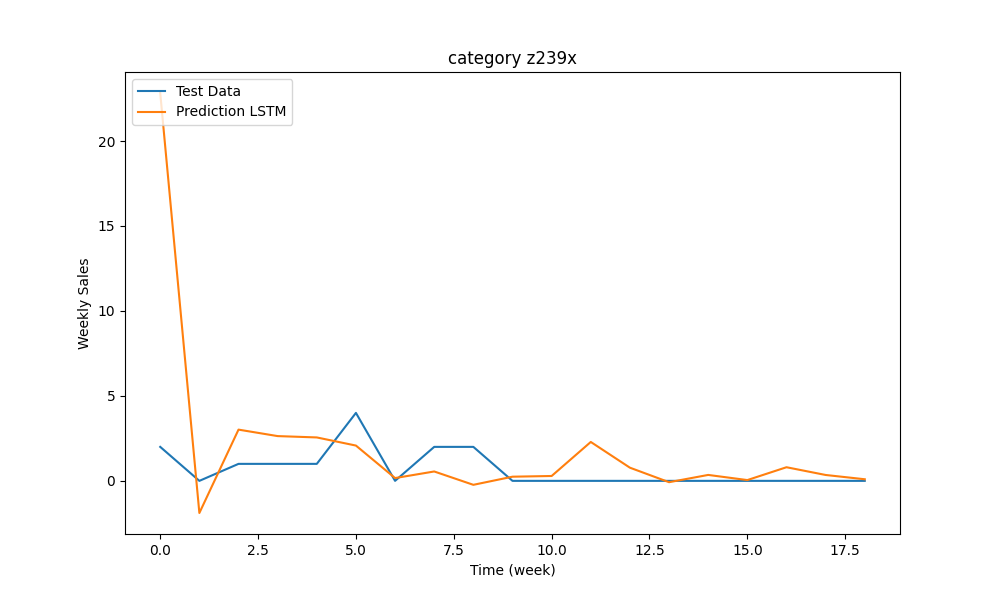 category z239x
Test Data
Prediction LSTM
20
15
10
5
0
Weekly Sales
0.0 2.5 5.0 7.5 10.0 12.5 15.0 17.5
Time (week)